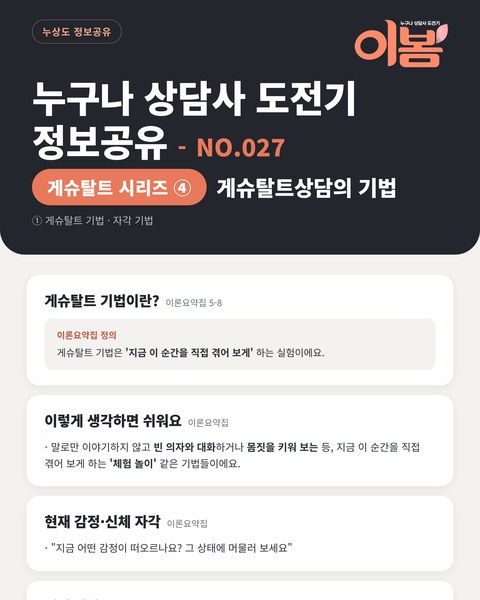 누상도 정보공유
누구나 상담사 도전기
이봄
누구나 상담사 도전기
정보공유 - NO.027
게슈탈트 시리즈 ④ 게슈탈트상담의 기법
① 게슈탈트 기법 · 자각 기법
게슈탈트 기법이란? 이론요약집 5-8
이론요약집 정의
게슈탈트 기법은 '지금 이 순간을 직접 겪어 보게' 하는 실험이에요.
이렇게 생각하면 쉬워요 이론요약집
· 말로만 이야기하지 않고 빈 의자와 대화하거나 몸짓을 키워 보는 등, 지금 이 순간을 직접
겪어 보게 하는 '체험 놀이' 같은 기법들이에요.
현재 감정·신체 자각 이론요약집
· "지금 어떤 감정이 떠오르나요? 그 상태에 머물러 보세요"